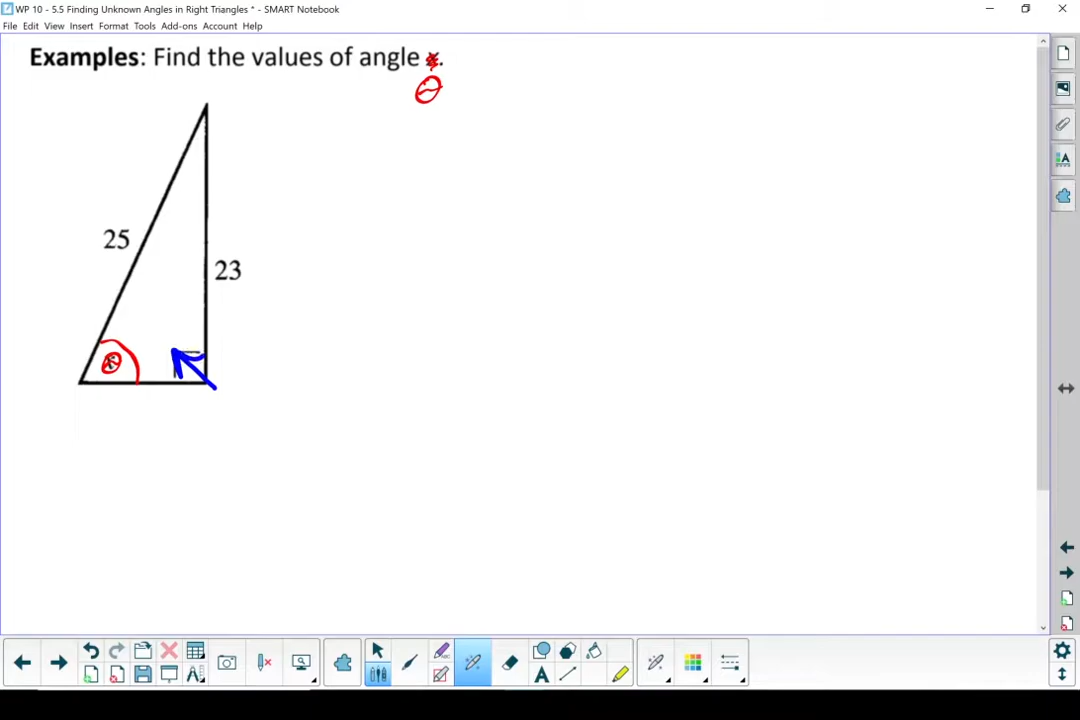 WP 10 - 5.5 Finding Unknown Angles in Right Triangles * - SMART Notebook
File Edit View Insert Format Tools Add-ons Account Help
Examples: Find the values of angle x.
θ
25
23